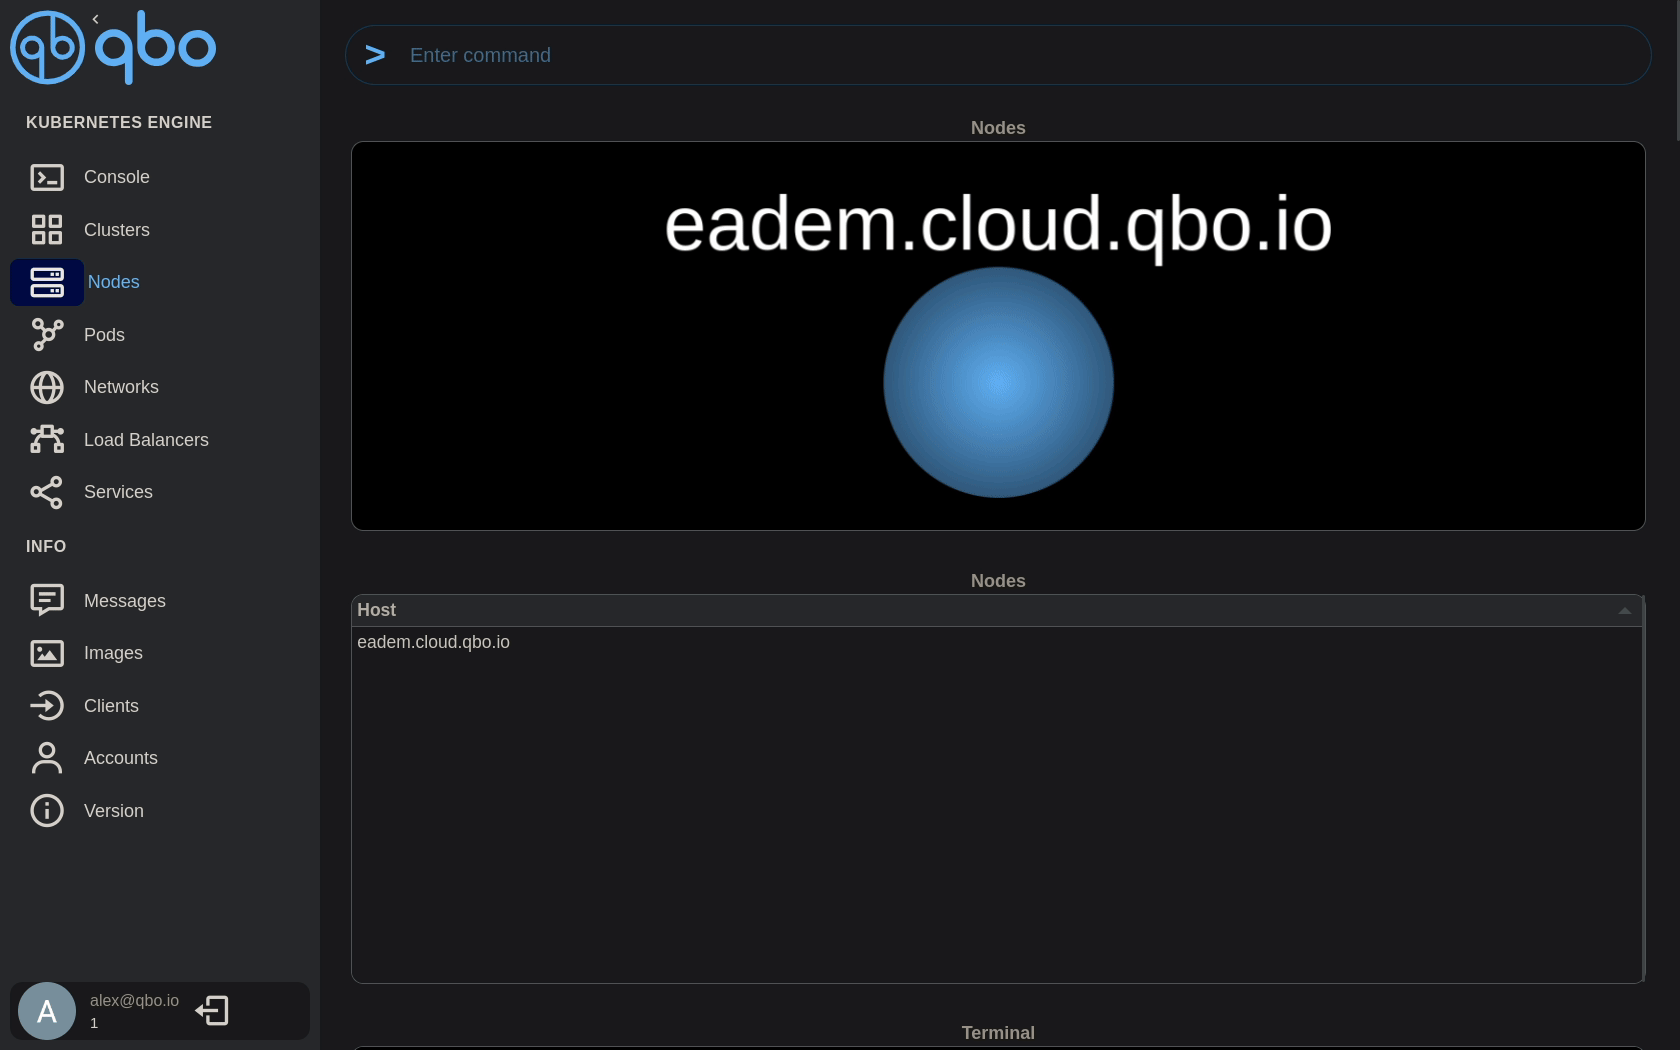 qbo
KUBERNETES ENGINE
Console
Clusters
Nodes
Pods
Networks
Load Balancers
Services
INFO
Messages
Images
Clients
Accounts
Version
A
alex@qbo.io
1
> Enter command
Nodes
eadem.cloud.qbo.io
Nodes
Host
eadem.cloud.qbo.io
Terminal